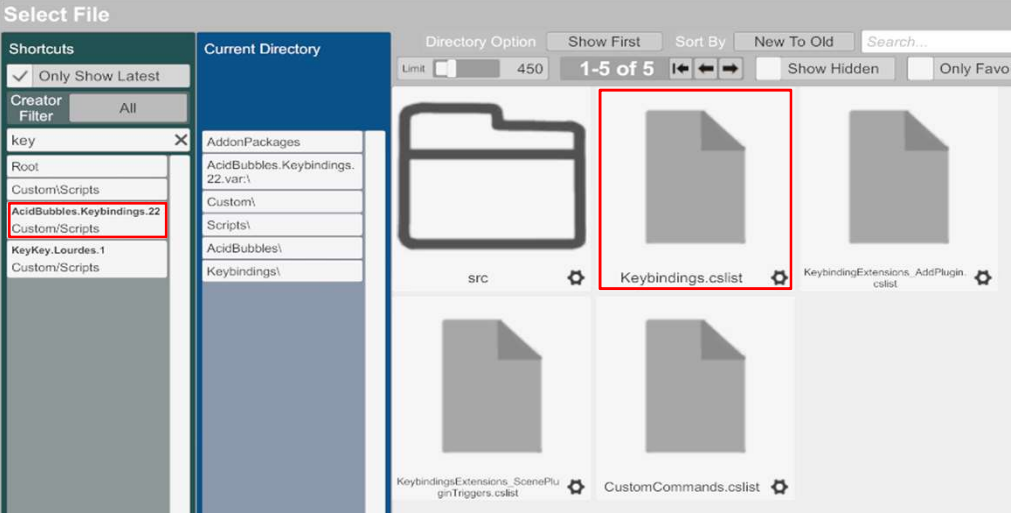 Select File
Shortcuts
Only Show Latest
Creator
Filter
All
key
Root
Custom\Scripts
AcidBubbles.Keybindings.22
Custom/Scripts
KeyKey.Lourdes.1
Custom/Scripts
Current Directory
AddonPackages
AcidBubbles.Keybindings.
22.var:\
Custom\
Scripts\
AcidBubbles\
Keybindings\
Directory Option
Show First
Sort By
New To Old
Search...
Limit
450
1-5 of 5
Show Hidden
Only Favo
src
Keybindings.cslist
KeybindingExtensions_AddPlugin.
cslist
KeybindingsExtensions_ScenePlu
ginTriggers.cslist
CustomCommands.cslist